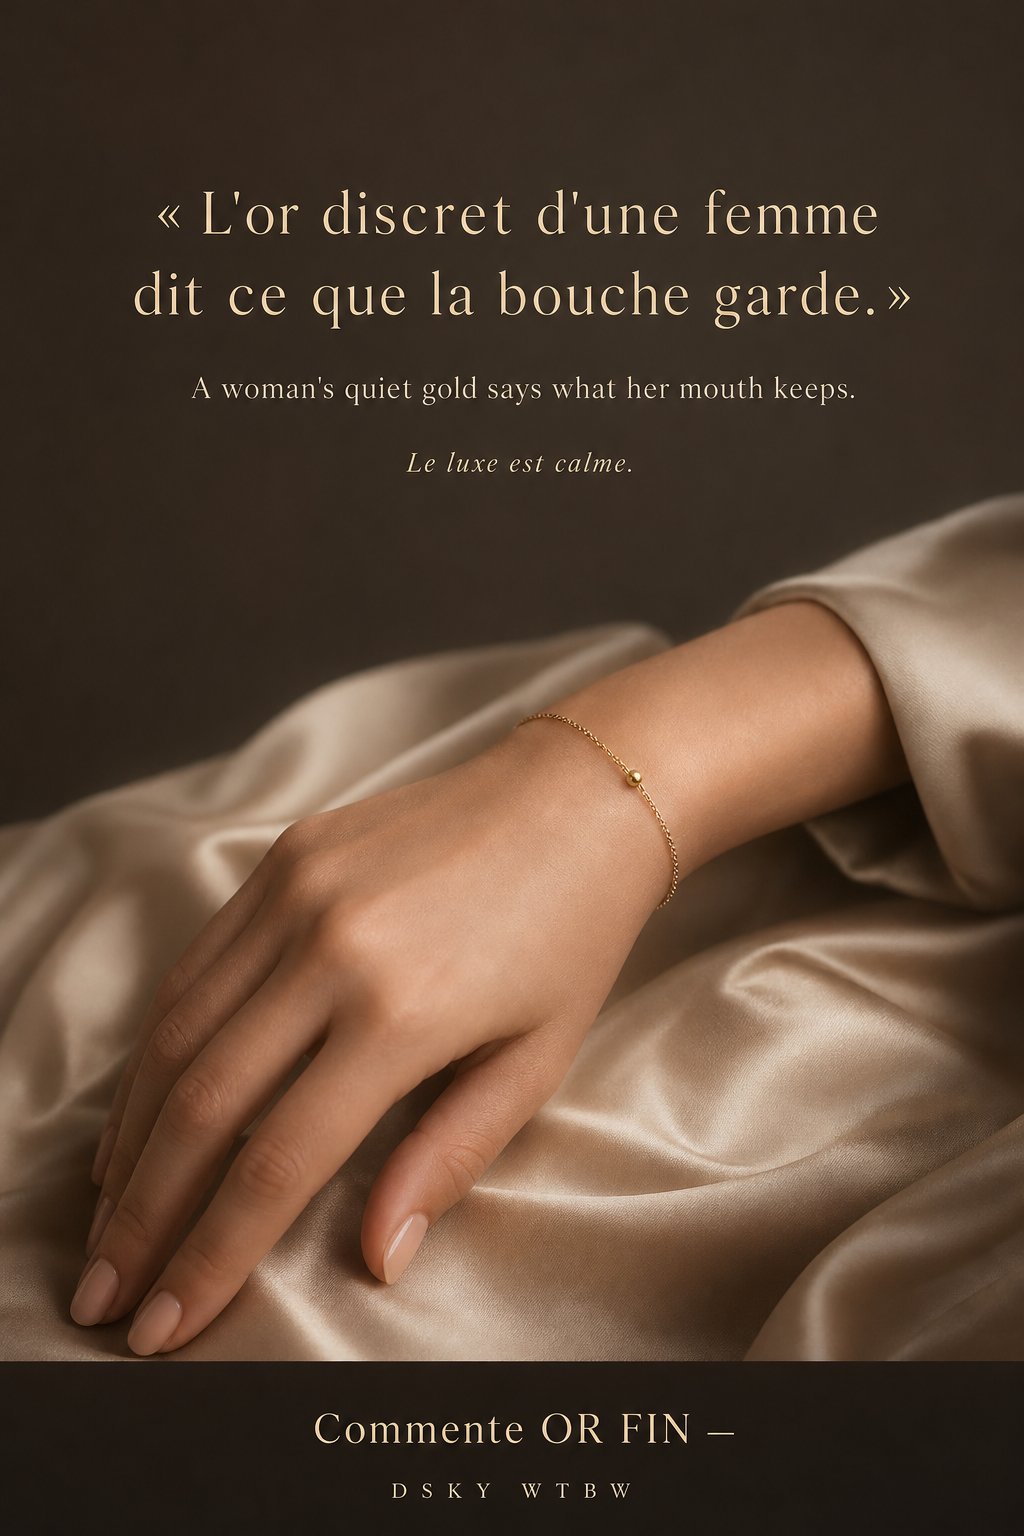 « L'or discret d'une femme
dit ce que la bouche garde. »
A woman's quiet gold says what her mouth keeps.
Le luxe est calme.
Commente OR FIN —
DSKY WTBW